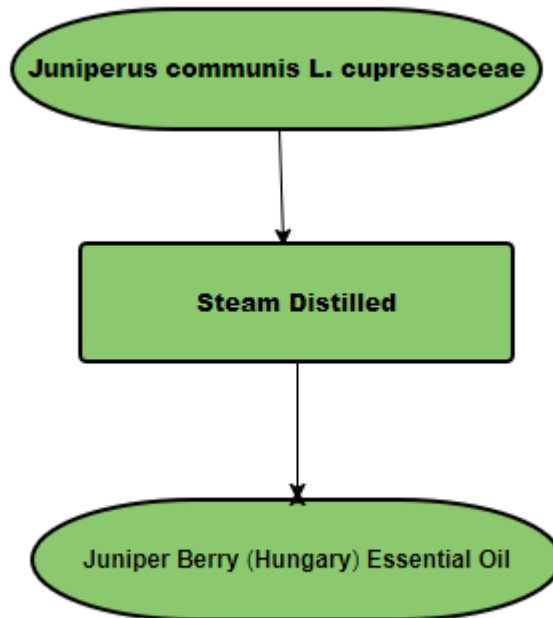 Juniperus communis L. cupressaceae
Steam Distilled
Juniper Berry (Hungary) Essential Oil